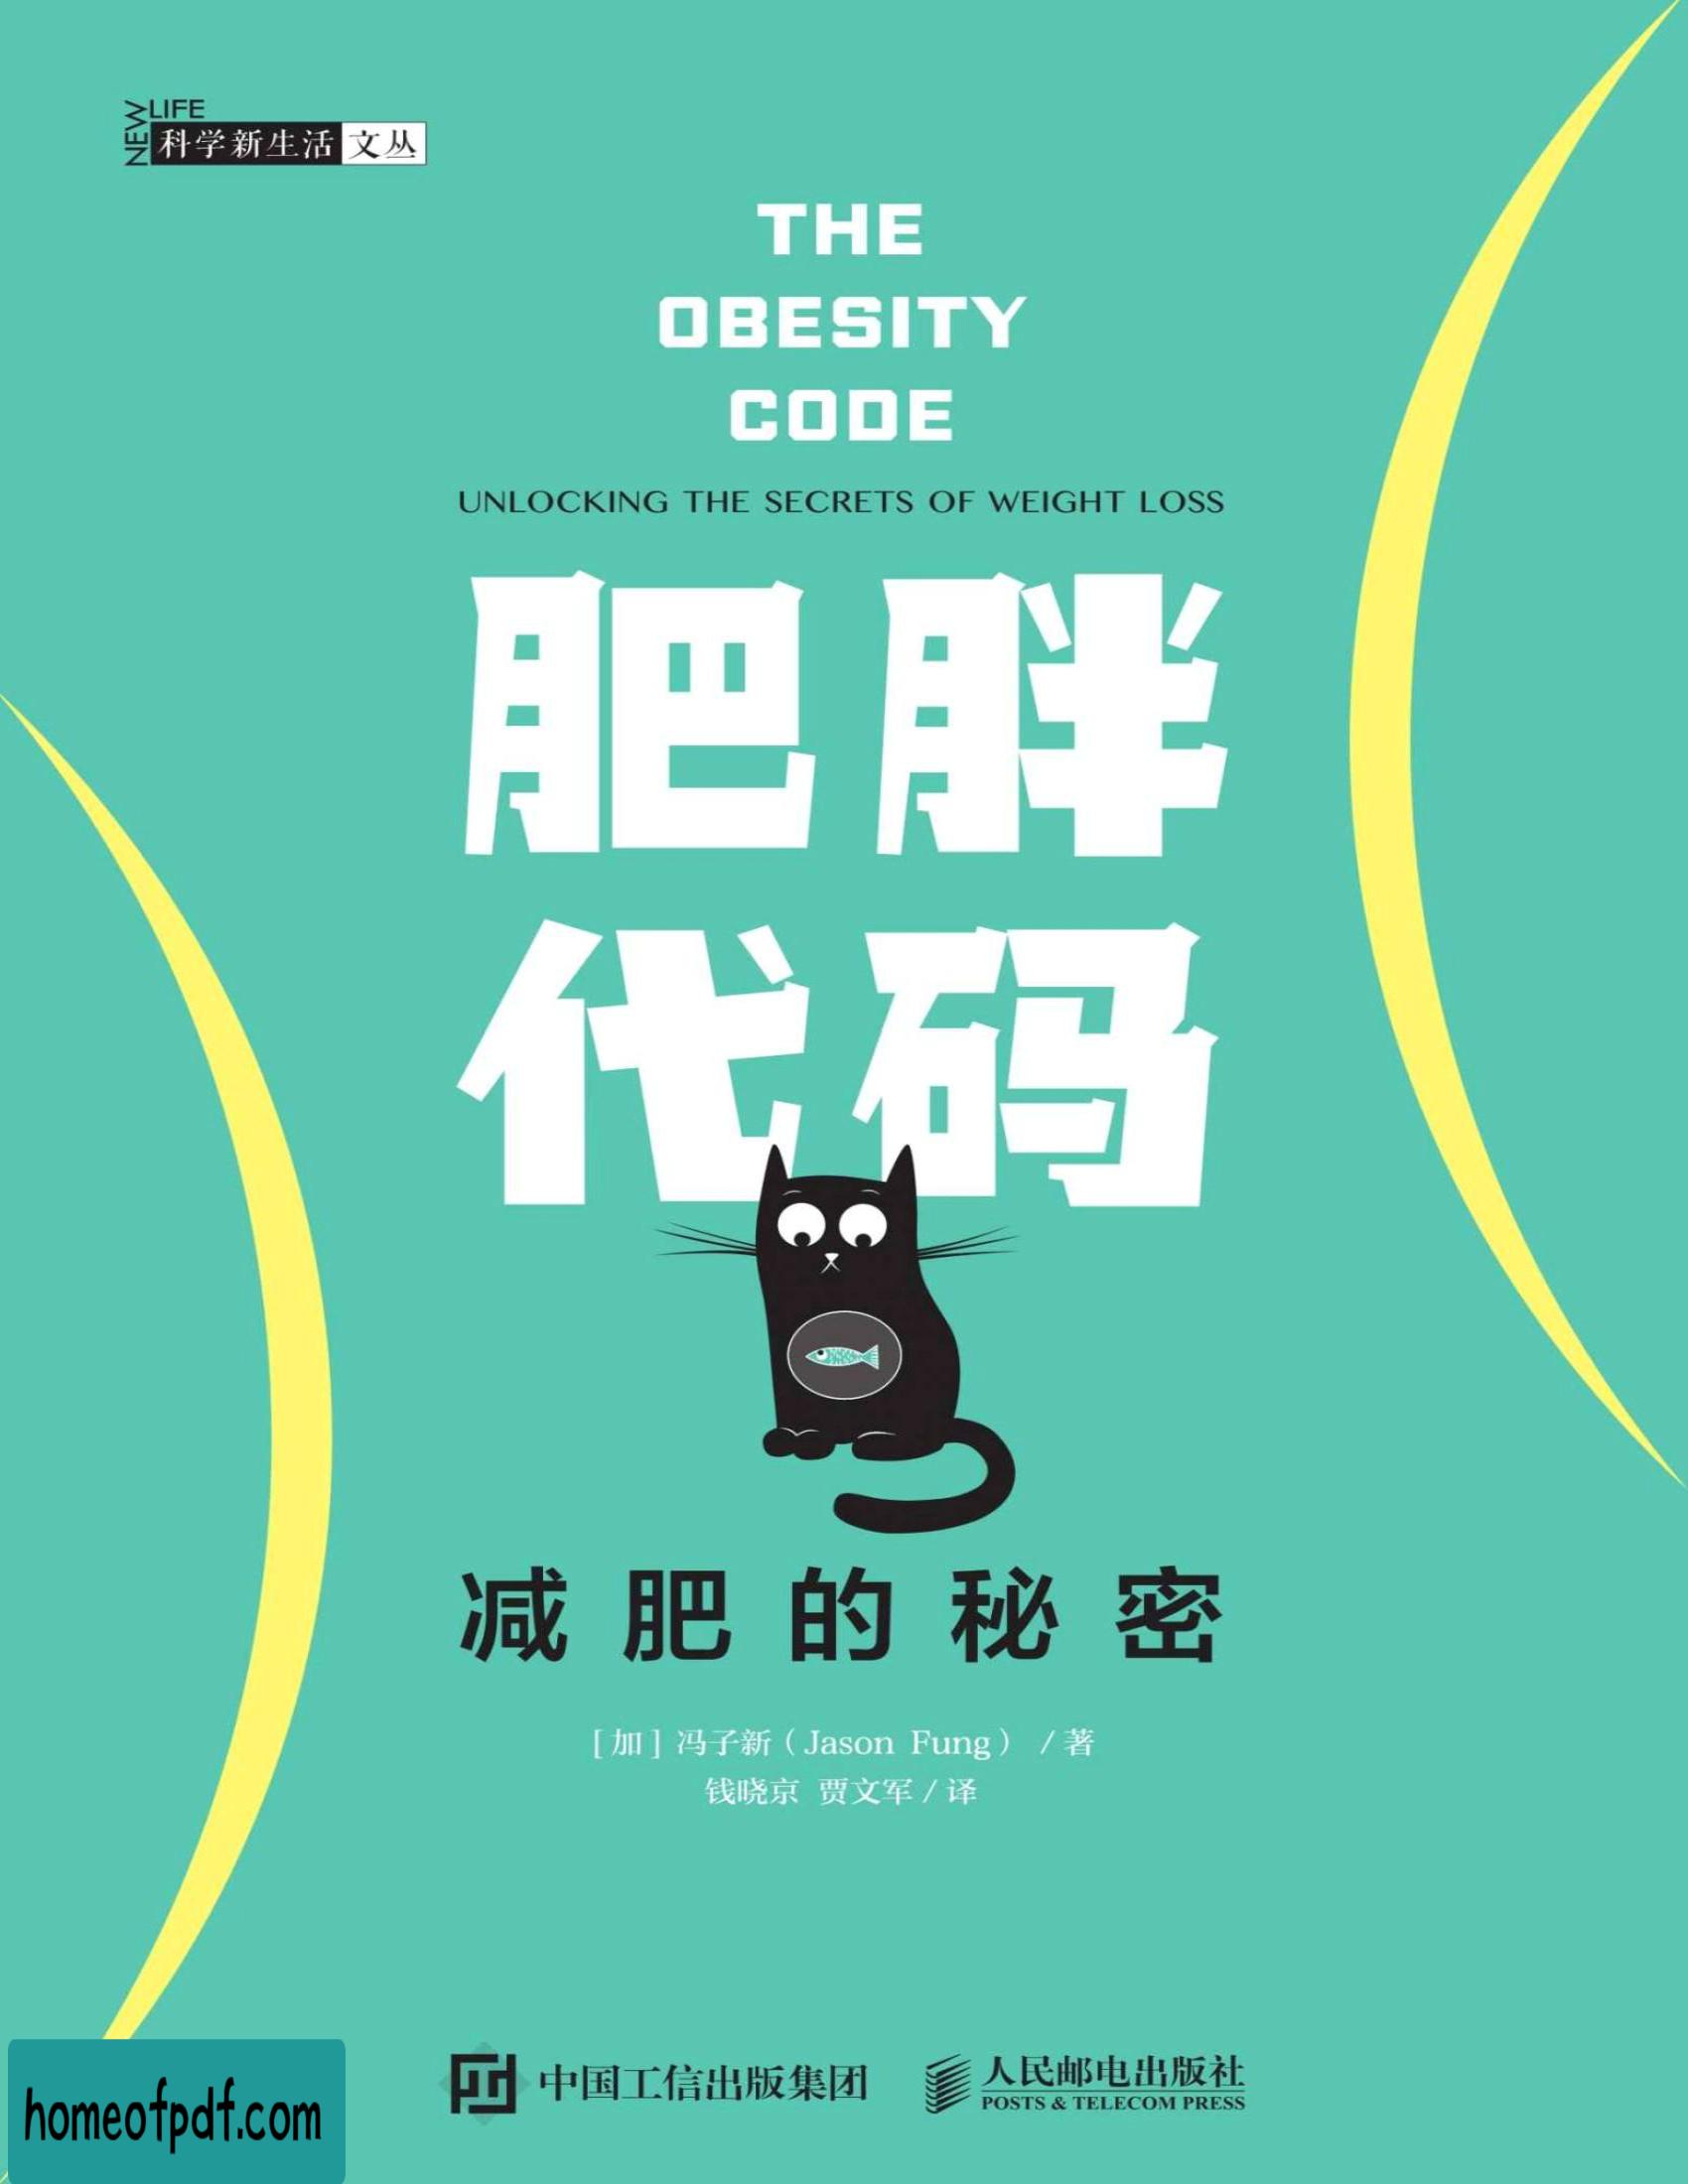 NEW LIFE
科学新生活文丛
THE
OBESITY
CODE
UNLOCKING THE SECRETS OF WEIGHT LOSS
肥胖
代码
减肥的秘密
[加] 冯子新（Jason Fung） / 著
钱晓京 贾文军 / 译
中国工信出版集团
人民邮电出版社
POSTS & TELECOM PRESS
homeofpdf.com